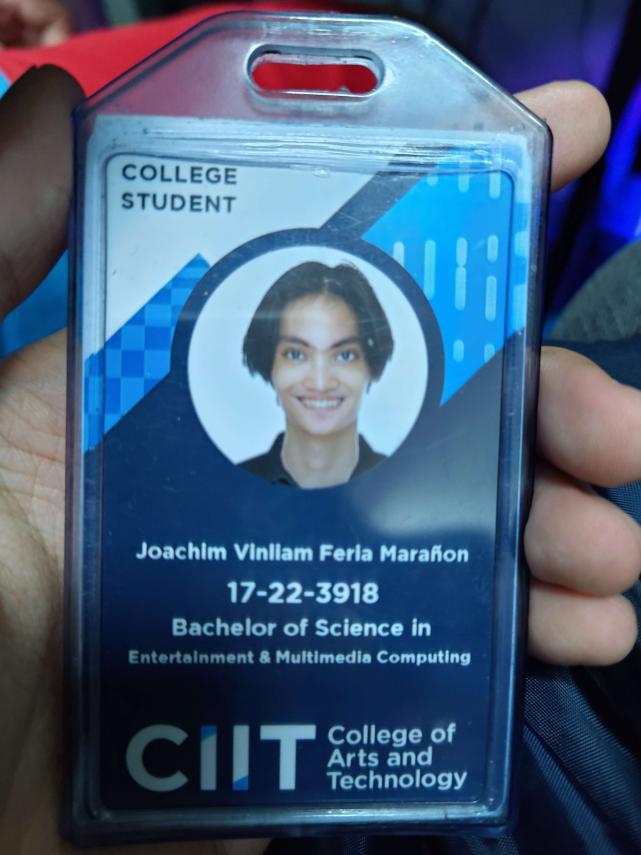 COLLEGE
STUDENT
Joachim Vinliam Feria Marañon
17-22-3918
Bachelor of Science in
Entertainment & Multimedia Computing
CIIT
College of
Arts and
Technology